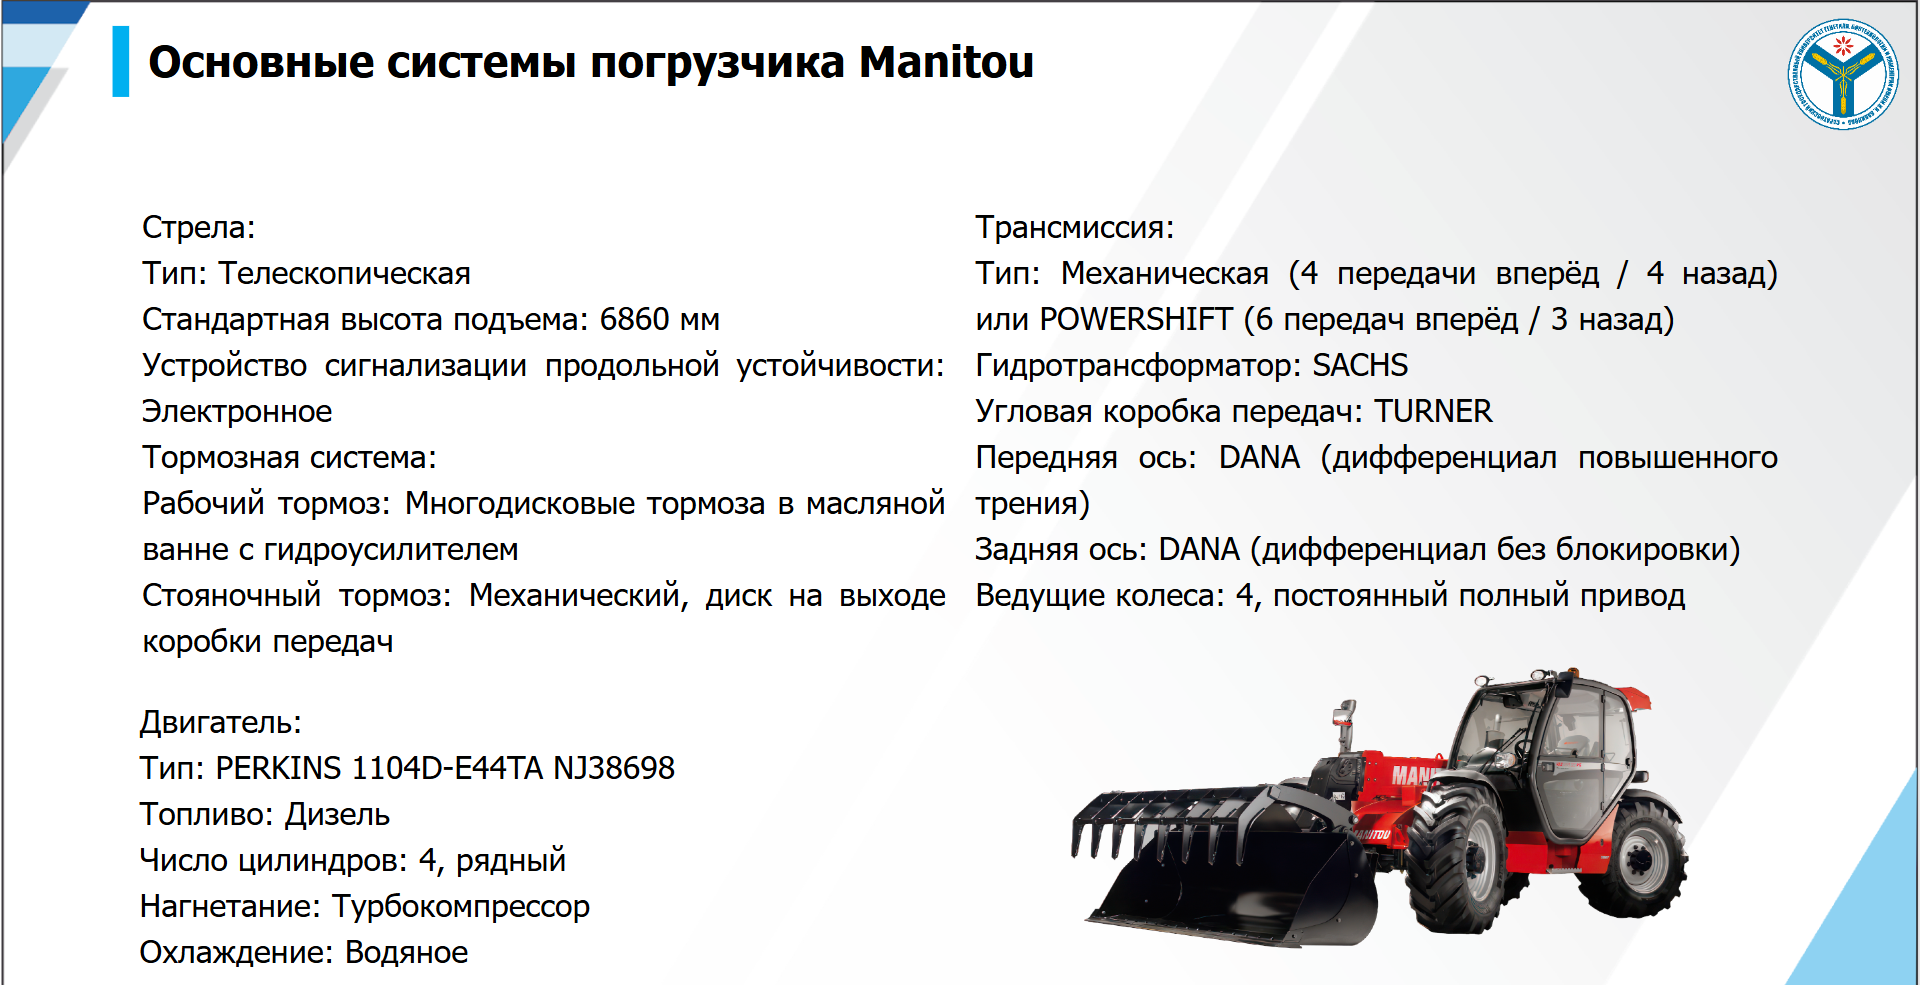 Основные системы погрузчика Manitou
Стрела:
Тип: Телескопическая
Стандартная высота подъема: 6860 мм
Устройство сигнализации продольной устойчивости:
Электронное
Тормозная система:
Рабочий тормоз: Многодисковые тормоза в масляной
ванне с гидроусилителем
Стояночный тормоз: Механический, диск на выходе
коробки передач
Двигатель:
Тип: PERKINS 1104D-E44TA NJ38698
Топливо: Дизель
Число цилиндров: 4, рядный
Нагнетание: Турбокомпрессор
Охлаждение: Водяное
Трансмиссия:
Тип: Механическая (4 передачи вперёд / 4 назад)
или POWERSHIFT (6 передач вперёд / 3 назад)
Гидротрансформатор: SACHS
Угловая коробка передач: TURNER
Передняя ось: DANA (дифференциал повышенного
трения)
Задняя ось: DANA (дифференциал без блокировки)
Ведущие колеса: 4, постоянный полный привод
MANITOU